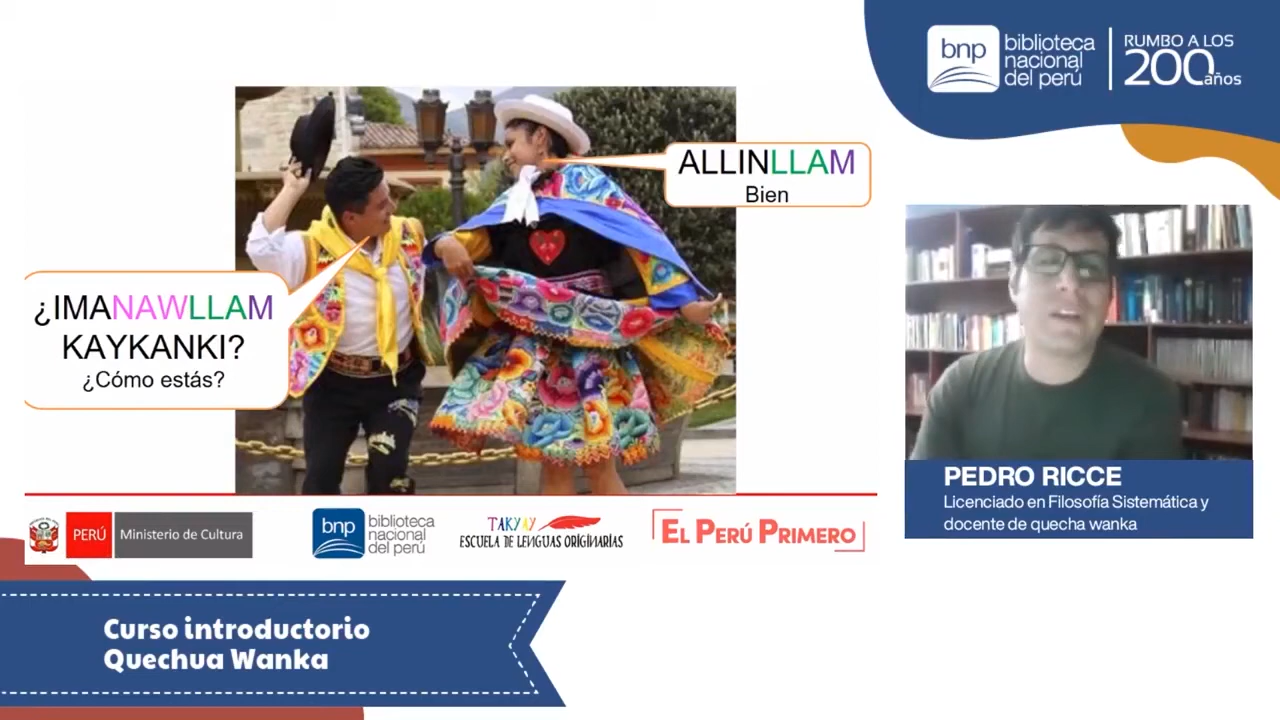 bnp
biblioteca
nacional
del perú
RUMBO A LOS
200 años
ALLINLLAM
Bien
¿IMANAWLLAM
KAYKANKI?
¿Cómo estás?
PEDRO RICCE
Licenciado en Filosofía Sistemática y
docente de quecha wanka
PERÚ
Ministerio de Cultura
bnp
biblioteca
nacional
del perú
TAKYAY
ESCUELA DE LENGUAS ORIGINARIAS
EL PERÚ PRIMERO
Curso introductorio
Quechua Wanka